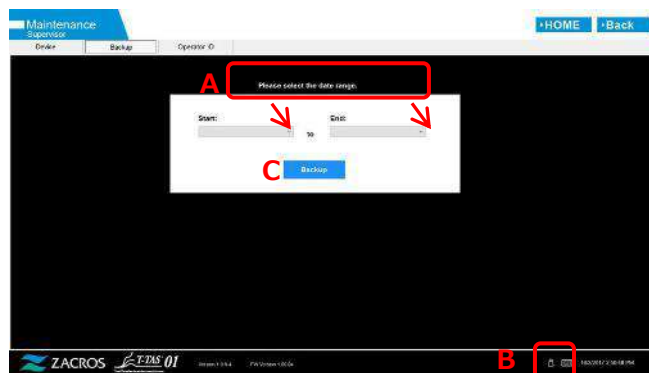 Maintenance
Supervisor
HOME
Back
Device
Backup
Operator ID
A
Please select the date range.
Start:
to
End:
C
Backup
B
ZACROS
T-TAS 01